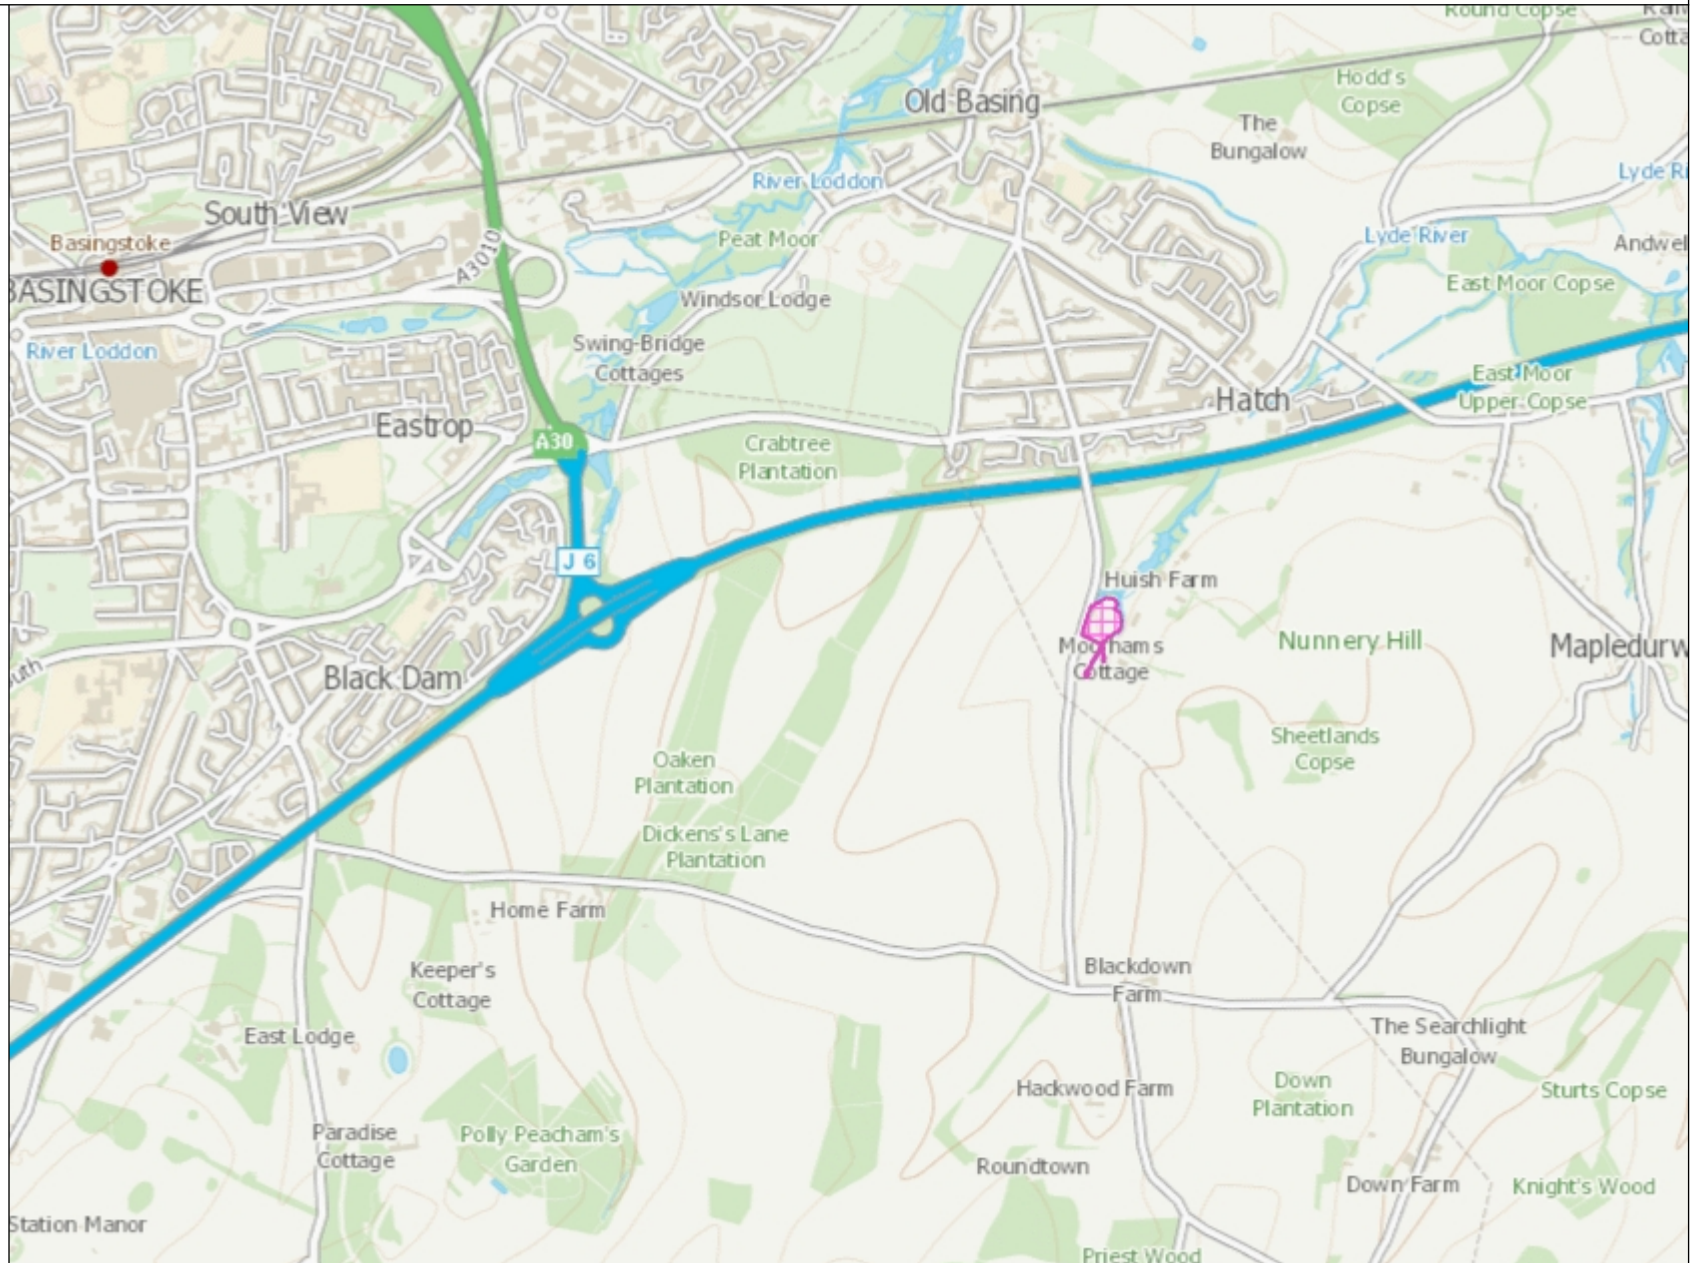 Round Copse
Cotta
Hodd's
Copse
Old Basing
The
Bungalow
River Loddon
Lyde Ri
South View
Lyde River
Peat Moor
Basingstoke
A3010
Andwel
BASINGSTOKE
East Moor Copse
Windsor Lodge
Swing-Bridge
Cottages
River Loddon
East Moor
Upper Copse
Hatch
Eastrop
A30
Crabtree
Plantation
J 6
Huish Farm
Nunnery Hill
Mapledurw
Cottage
outh
Black Dam
Sheetlands
Copse
Oaken
Plantation
Dickens's Lane
Plantation
Home Farm
Keeper's
Cottage
Blackdown
Farm
East Lodge
The Searchlight
Bungalow
Hackwood Farm
Down
Plantation
Sturts Copse
Paradise
Cottage
Polly Peacham's
Garden
Roundtown
Down Farm
Knight's Wood
Station Manor
Priest Wood